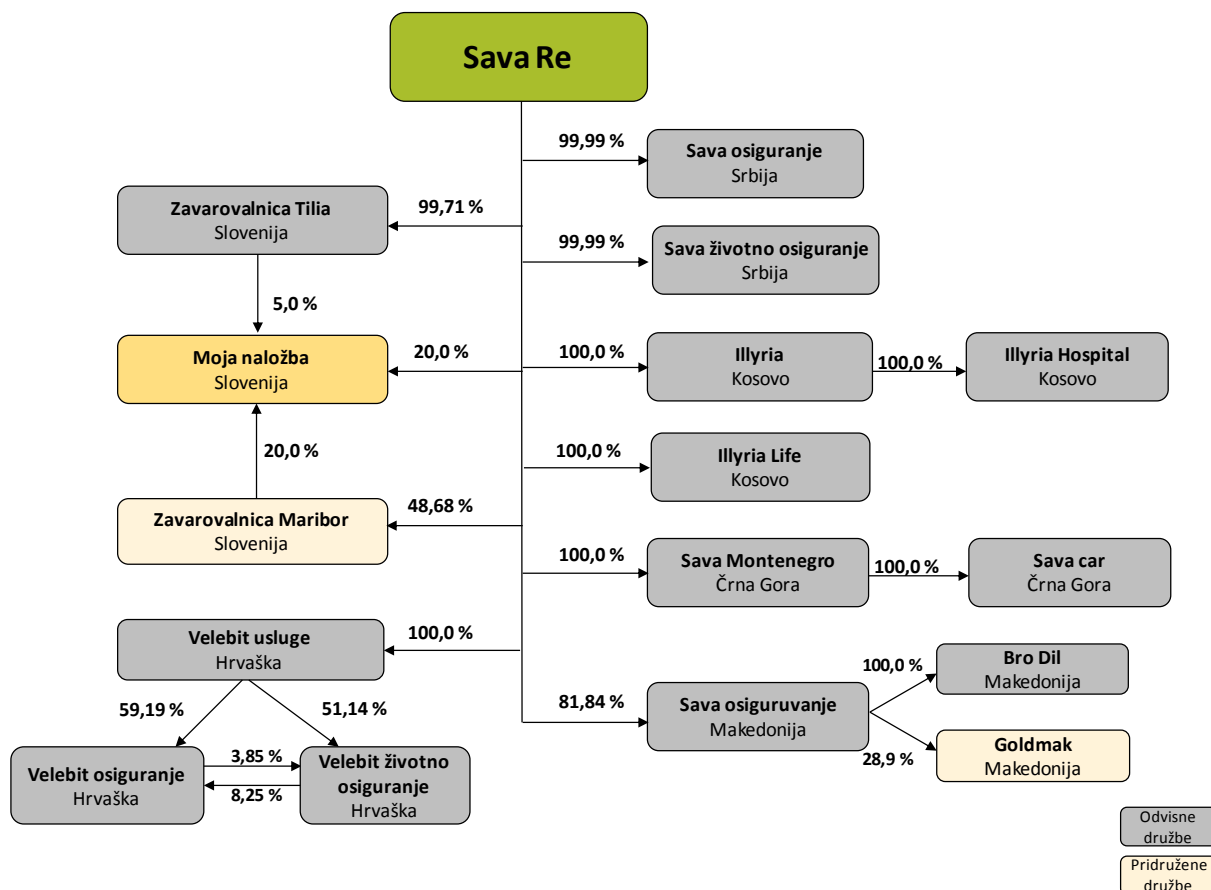 Sava Re
99,99 %
Sava osiguranje
Srbija
Zavarovalnica Tilia
Slovenija
99,71 %
99,99 %
Sava životno osiguranje
Srbija
5,0 %
Moja naložba
Slovenija
20,0 %
100,0 %
Illyria
Kosovo
100,0 %
Illyria Hospital
Kosovo
20,0 %
100,0 %
Illyria Life
Kosovo
Zavarovalnica Maribor
Slovenija
48,68 %
100,0 %
Sava Montenegro
Črna Gora
100,0 %
Sava car
Črna Gora
Velebit usluge
Hrvaška
100,0 %
59,19 %
51,14 %
81,84 %
Sava osiguruvanje
Makedonija
100,0 %
Bro Dil
Makedonija
28,9 %
Goldmak
Makedonija
Velebit osiguranje
Hrvaška
3,85 %
8,25 %
Velebit životno
osiguranje
Hrvaška
Odvisne
družbe
Pridružene
družbe